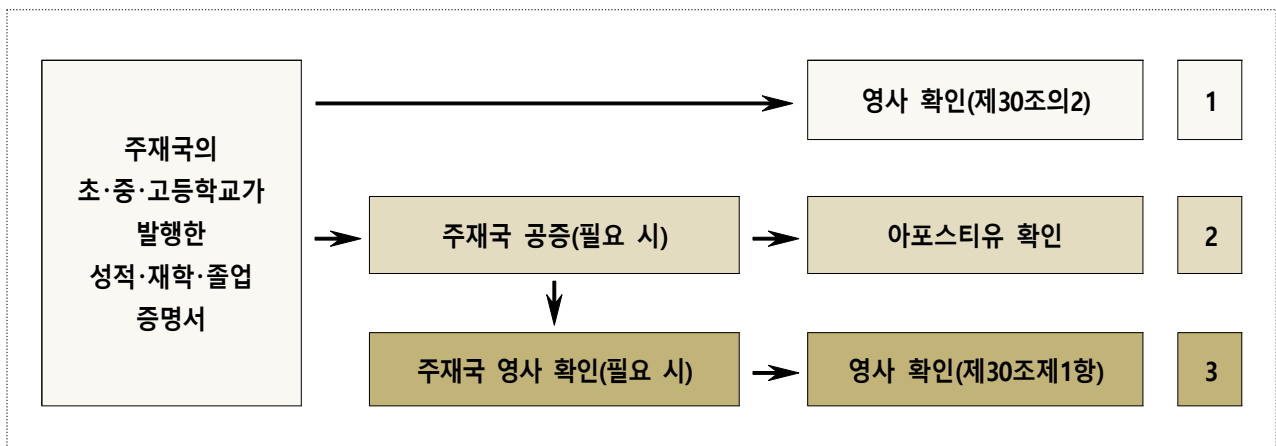 주재국의
초·중·고등학교가
발행한
성적·재학·졸업
증명서
영사 확인(제30조의2)
1
주재국 공증(필요 시)
아포스티유 확인
2
주재국 영사 확인(필요 시)
영사 확인(제30조제1항)
3